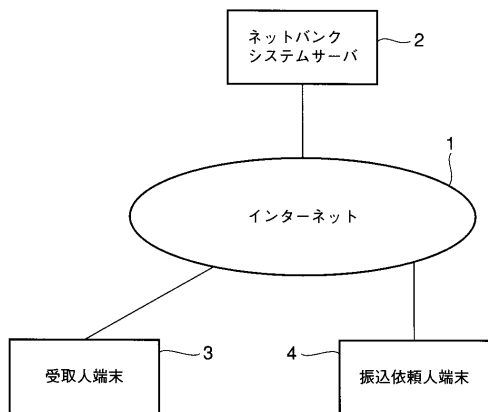 ネットバンク
システムサーバ
2
1
インターネット
3
4
受取人端末
振込依頼人端末